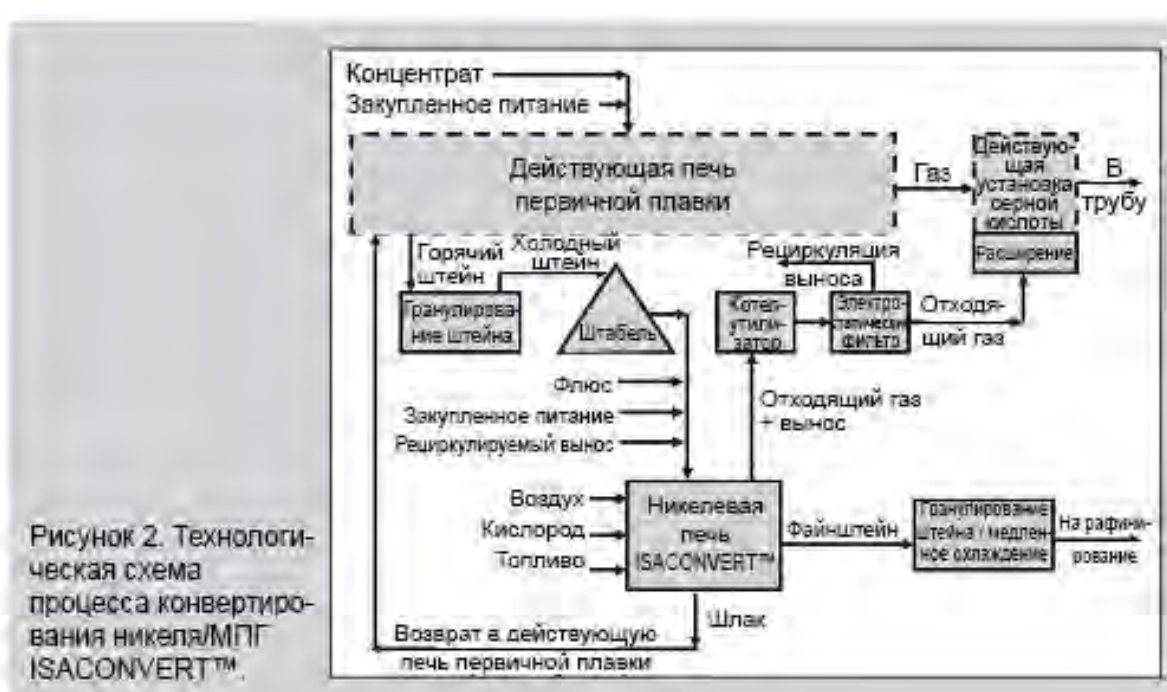 Концентрат
Закупленное питание
Действующая печь
первичной плавки
Газ
Действую-
щая
установка
серной
кислоты
Расширение
В
трубу
Горячий
штейн
Холодный
штейн
Гранулирова-
ние штейна
Штабель
Рециркуляция
выноса
Котел-
утили-
затор
Электро-
статический
фильтр
Отходя-
щий газ
Флюс
Закупленное питание
Рециркулируемый вынос
Отходящий газ
+ вынос
Воздух
Кислород
Топливо
Никелевая
печь
ISACONVERT™
Файнштейн
Гранулирование
штейна / медлен-
ное охлаждение
На рафини-
рование
Шлак
Возврат в действующую
печь первичной плавки
Рисунок 2. Технологи-
ческая схема
процесса конвертиро-
вания никеля/МПГ
ISACONVERT™.